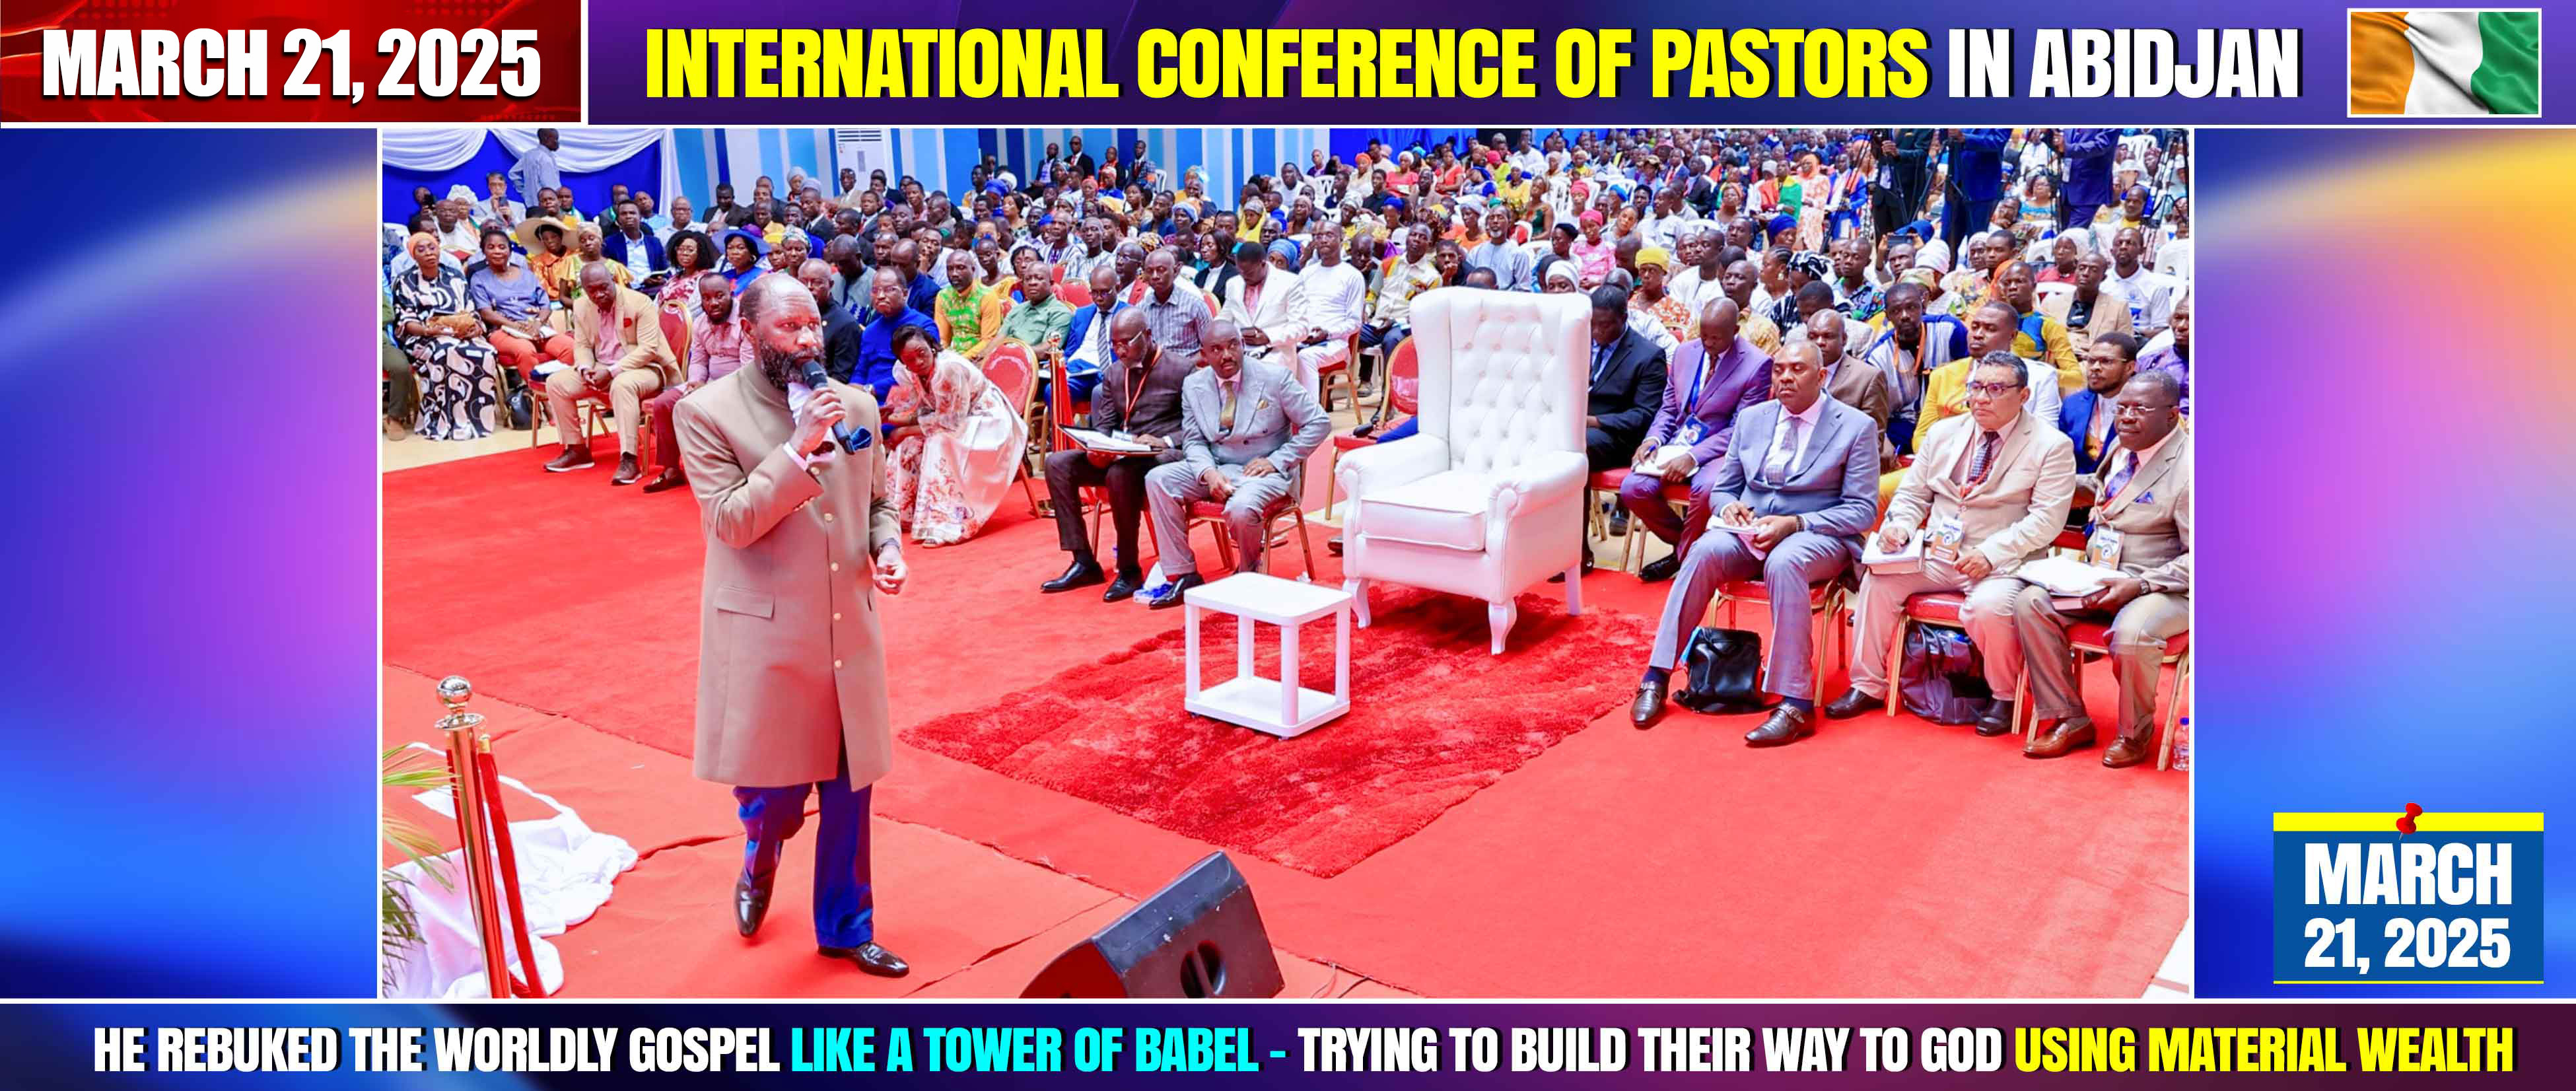 MARCH 21, 2025
INTERNATIONAL CONFERENCE OF PASTORS IN ABIDJAN
MARCH
21, 2025
HE REBUKED THE WORLDLY GOSPEL LIKE A TOWER OF BABEL - TRYING TO BUILD THEIR WAY TO GOD USING MATERIAL WEALTH